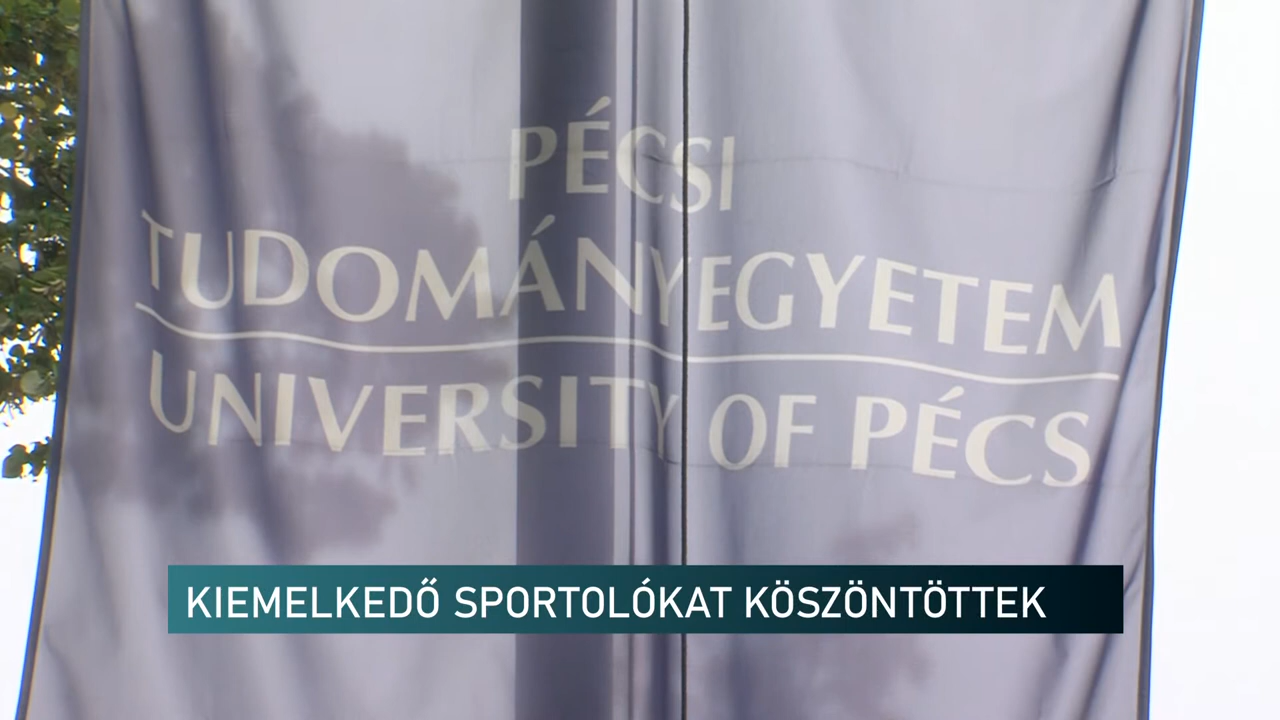 PÉCSI
TUDOMÁNYEGYETEM
UNIVERSITY OF PÉCS
KIEMELKEDŐ SPORTOLÓKAT KÖSZÖNTÖTTEK